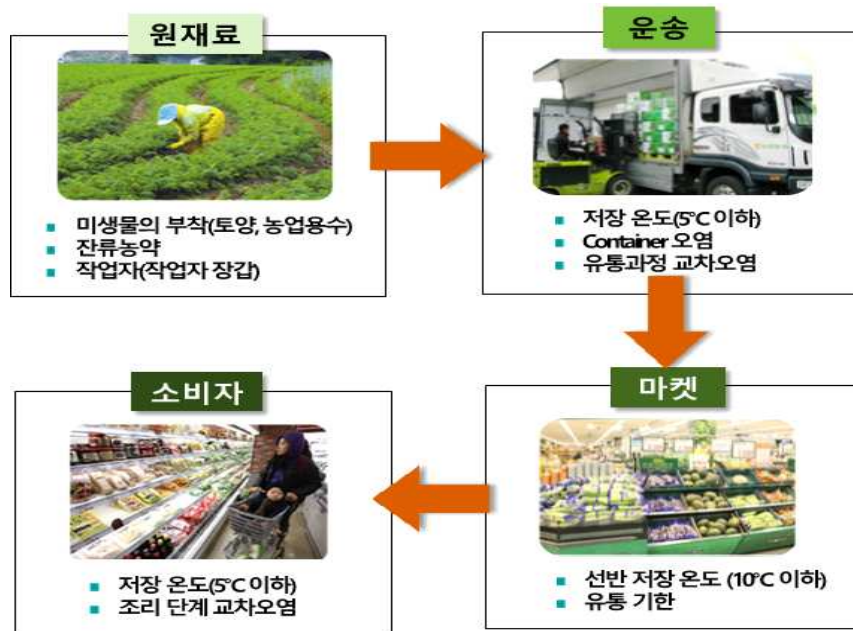 원재료
미생물의 부착(토양, 농업용수)
잔류농약
작업자(작업자 장갑)
운송
저장 온도(5℃ 이하)
Container 오염
유통과정 교차오염
마켓
선반 저장 온도 (10℃ 이하)
유통 기한
소비자
저장 온도(5℃ 이하)
조리 단계 교차오염